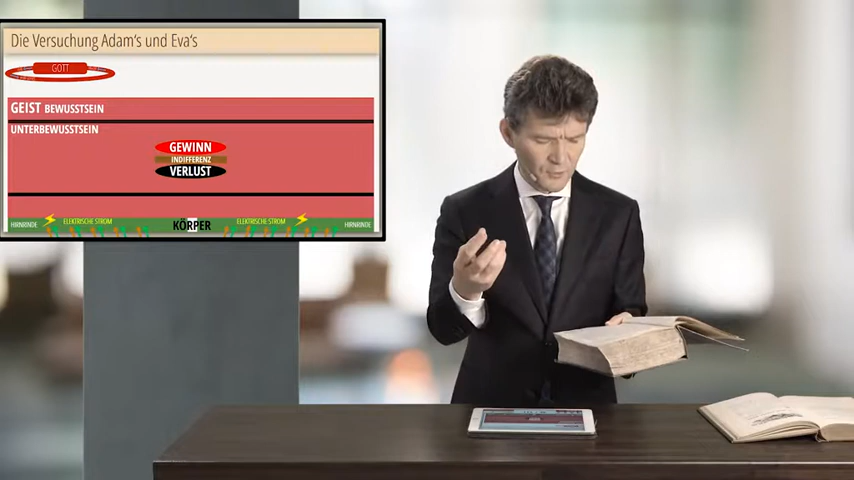 Die Versuchung Adam‘s und Eva‘s
GOTT
GEIST BEWUSSTSEIN
UNTERBEWUSSTSEIN
GEWINN
INDIFFERENZ
VERLUST
HIRNRINDE ELEKTRISCHE STROM KÖRPER ELEKTRISCHE STROM HIRNRINDE